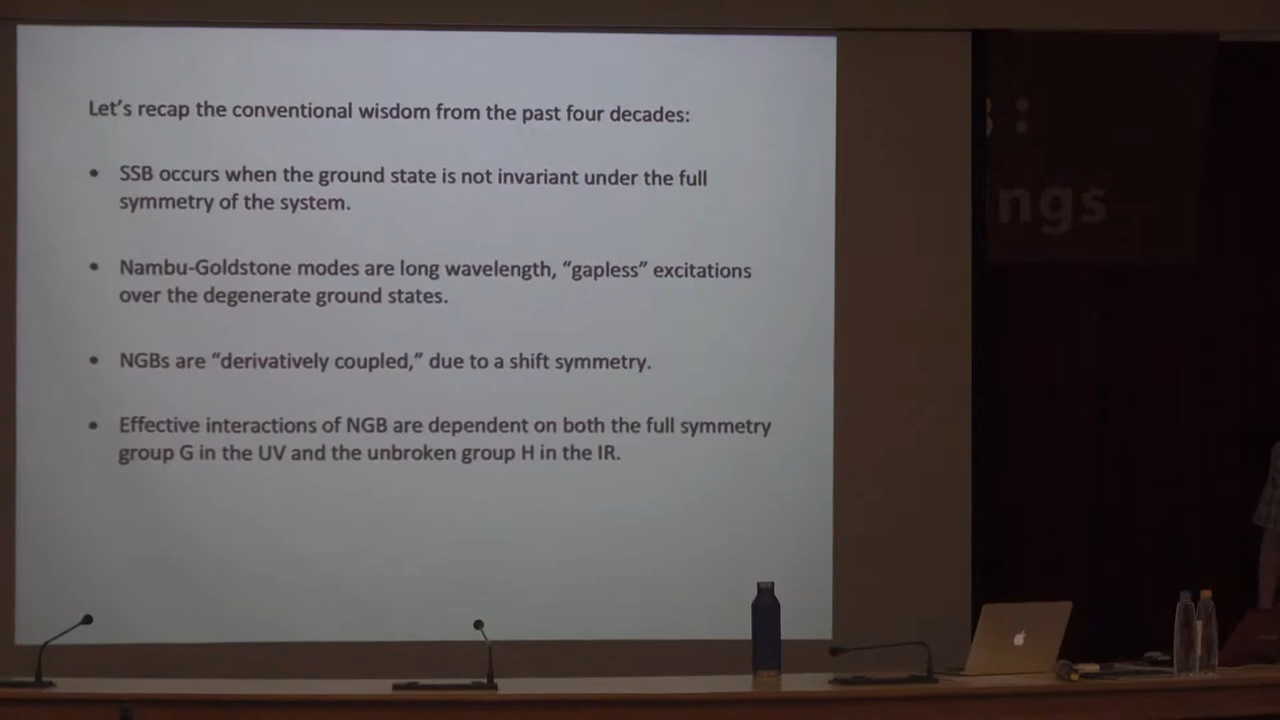 Let's recap the conventional wisdom from the past four decades:
• SSB occurs when the ground state is not invariant under the full
symmetry of the system.
• Nambu-Goldstone modes are long wavelength, “gapless” excitations
over the degenerate ground states.
• NGBs are “derivatively coupled,” due to a shift symmetry.
• Effective interactions of NGB are dependent on both the full symmetry
group G in the UV and the unbroken group H in the IR.
ngs